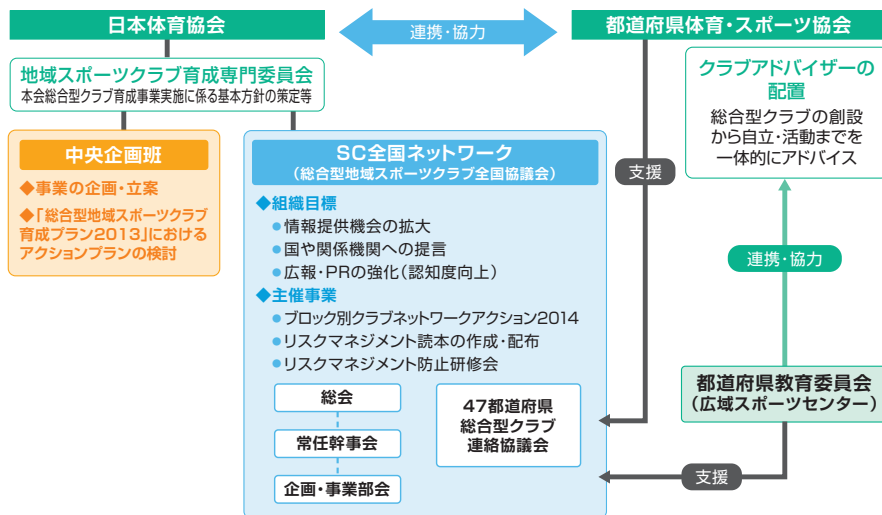 日本体育協会
連携・協力
都道府県体育・スポーツ協会
地域スポーツクラブ育成専門委員会
本会総合型クラブ育成事業実施に係る基本方針の策定等
クラブアドバイザーの
配置
総合型クラブの創設
から自立・活動までを
一体的にアドバイス
中央企画班
◆事業の企画・立案
◆「総合型地域スポーツクラブ
育成プラン2013」における
アクションプランの検討
SC全国ネットワーク
(総合型地域スポーツクラブ全国協議会)
◆組織目標
●情報提供機会の拡大
●国や関係機関への提言
●広報・PRの強化(認知度向上)
◆主催事業
●ブロック別クラブネットワークアクション2014
●リスクマネジメント読本の作成・配布
●リスクマネジメント防止研修会
総会
常任幹事会
企画・事業部会
47都道府県
総合型クラブ
連絡協議会
支援
連携・協力
都道府県教育委員会
(広域スポーツセンター)
支援